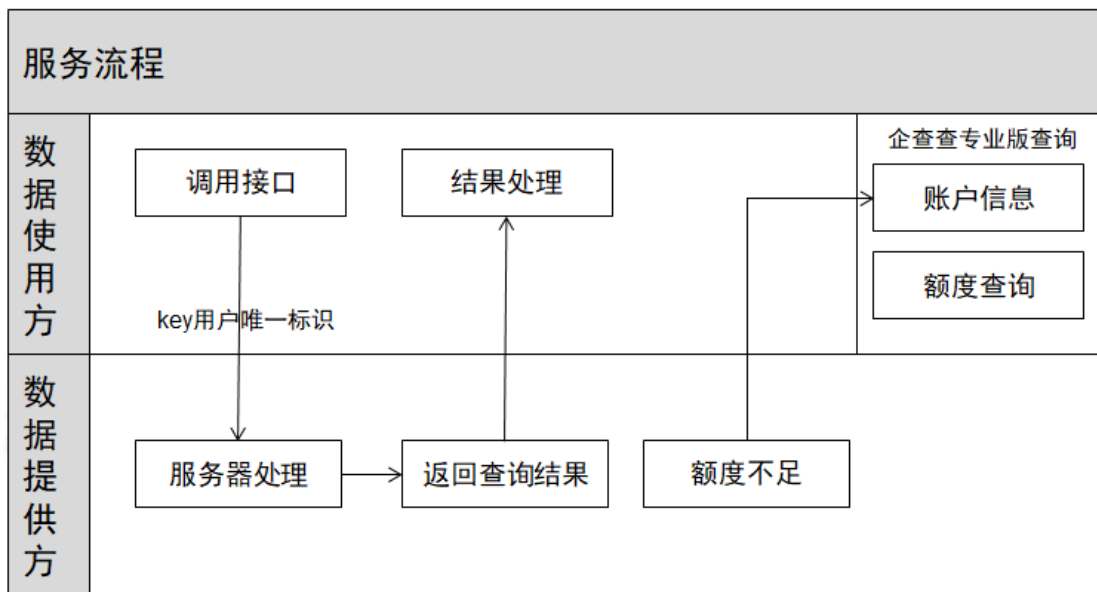 服务流程
数据使用方
调用接口
结果处理
企查查专业版查询
账户信息
额度查询
key用户唯一标识
数据提供方
服务器处理
返回查询结果
额度不足